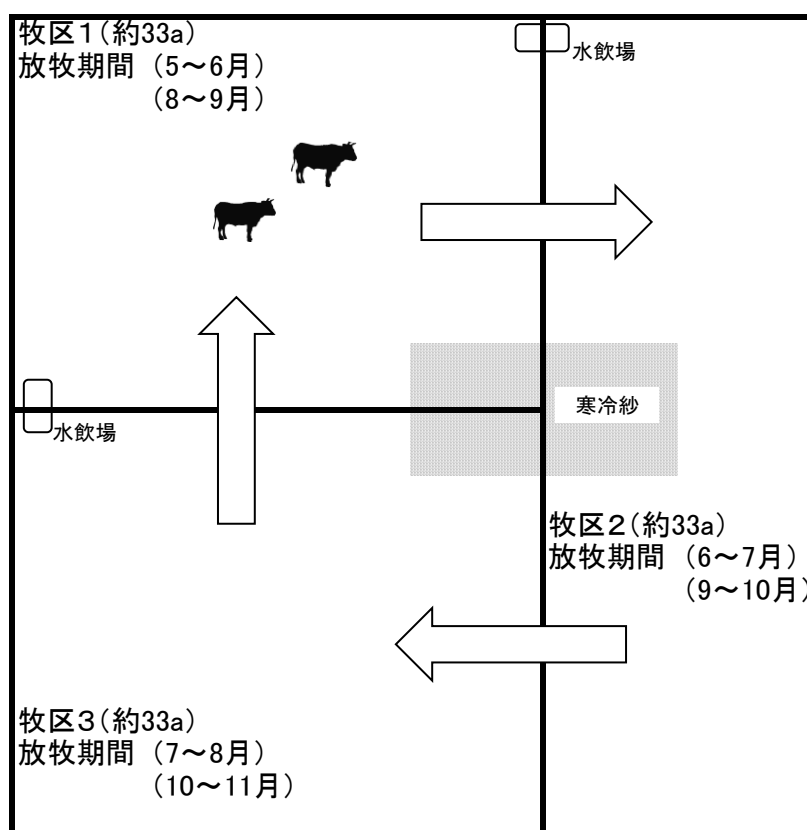 牧区1(約33a)
放牧期間 (5~6月)
(8~9月)
水飲場
水飲場
寒冷紗
牧区2(約33a)
放牧期間 (6~7月)
(9~10月)
牧区3(約33a)
放牧期間 (7~8月)
(10~11月)